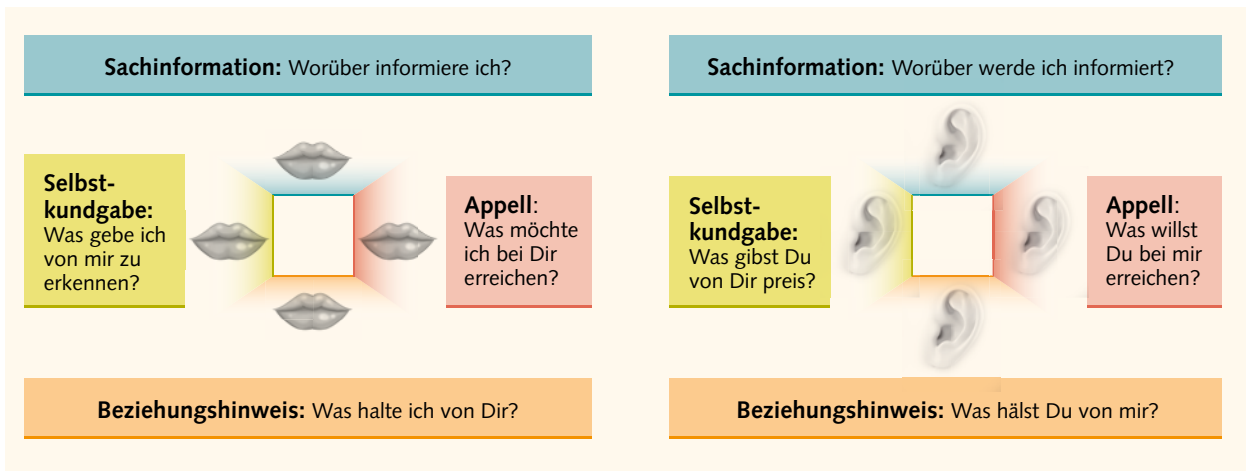 Sachinformation: Worüber informiere ich?
Selbst-
kundgabe:
Was gebe ich
von mir zu
erkennen?
Appell:
Was möchte
ich bei Dir
erreichen?
Beziehungshinweis: Was halte ich von Dir?
Sachinformation: Worüber werde ich informiert?
Selbst-
kundgabe:
Was gibst Du
von Dir preis?
Appell:
Was willst
Du bei mir
erreichen?
Beziehungshinweis: Was hälst Du von mir?